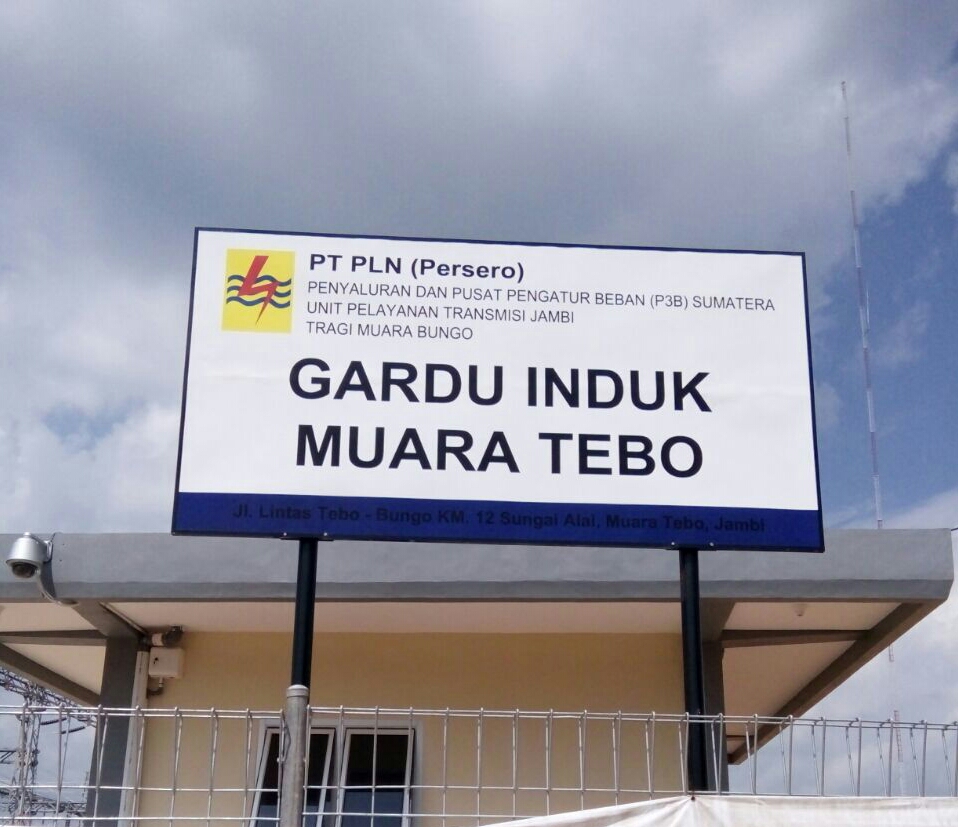 PT PLN (Persero)
PENYALURAN DAN PUSAT PENGATUR BEBAN (P3B) SUMATERA
UNIT PELAYANAN TRANSMISI JAMBI
TRAGI MUARA BUNGO
GARDU INDUK
MUARA TEBO
Jl. Lintas Tebo - Bungo KM. 12 Sungai Alai, Muara Tebo, Jambi